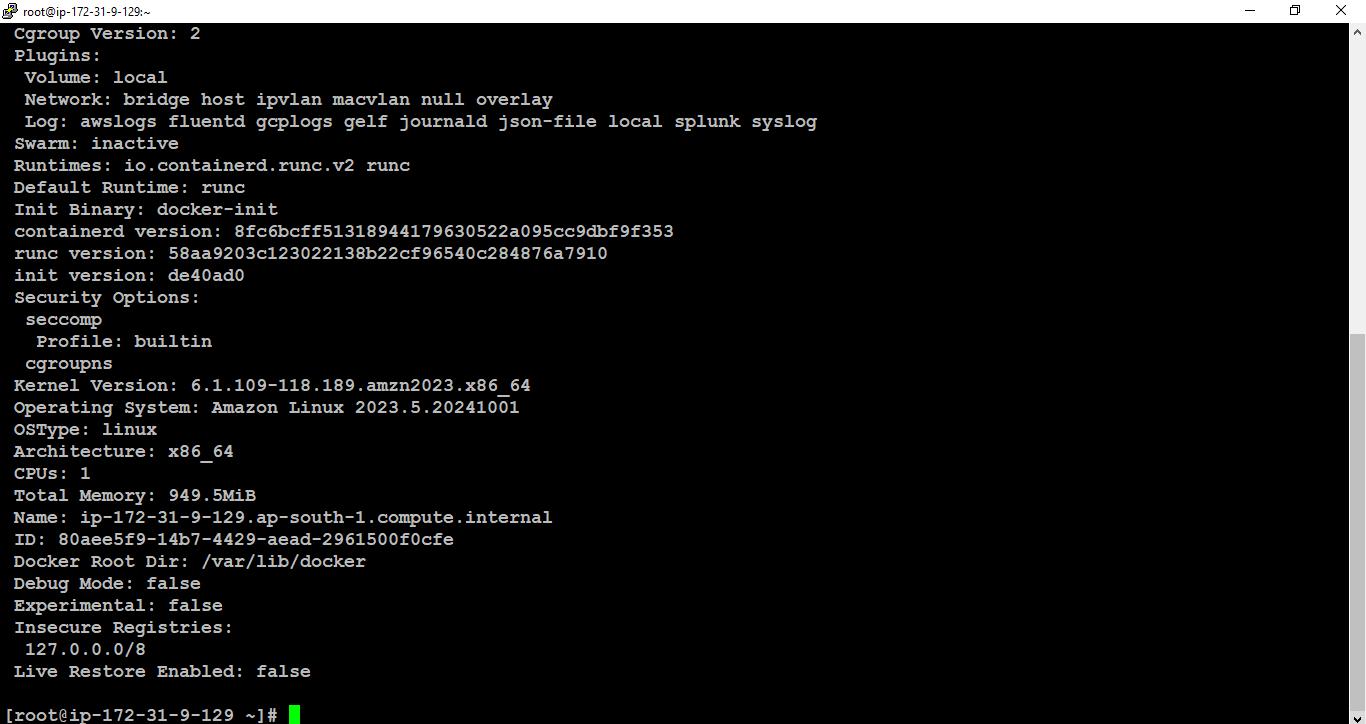 root@ip-172-31-9-129:~
Cgroup Version: 2
Plugins:
Volume: local
Network: bridge host ipvlan macvlan null overlay
Log: awslogs fluentd gcplogs gelf journald json-file local splunk syslog
Swarm: inactive
Runtimes: io.containerd.runc.v2 runc
Default Runtime: runc
Init Binary: docker-init
containerd version: 8fc6bcff51318944179630522a095cc9dbf9f353
runc version: 58aa9203c123022138b22cf96540c284876a7910
init version: de40ad0
Security Options:
seccomp
Profile: builtin
cgroupns
Kernel Version: 6.1.109-118.189.amzn2023.x86_64
Operating System: Amazon Linux 2023.5.20241001
OSType: linux
Architecture: x86_64
CPUs: 1
Total Memory: 949.5MiB
Name: ip-172-31-9-129.ap-south-1.compute.internal
ID: 80aee5f9-14b7-4429-aead-2961500f0cfe
Docker Root Dir: /var/lib/docker
Debug Mode: false
Experimental: false
Insecure Registries:
127.0.0.0/8
Live Restore Enabled: false
[root@ip-172-31-9-129 ~]#